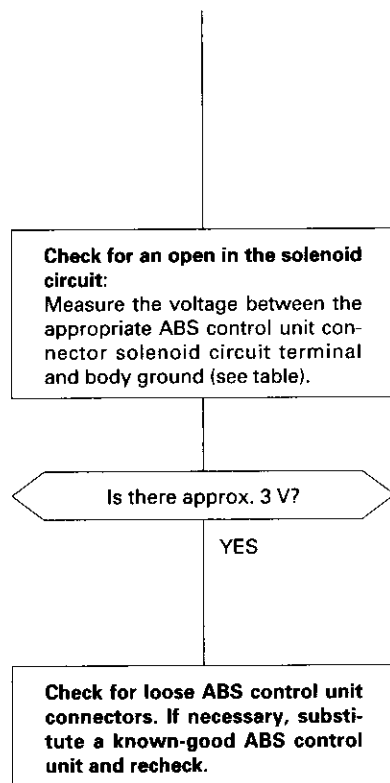 Check for an open in the solenoid
circuit:
Measure the voltage between the
appropriate ABS control unit con-
nector solenoid circuit terminal
and body ground (see table).
Is there approx. 3 V?
YES
Check for loose ABS control unit
connectors. If necessary, substi-
tute a known-good ABS control
unit and recheck.